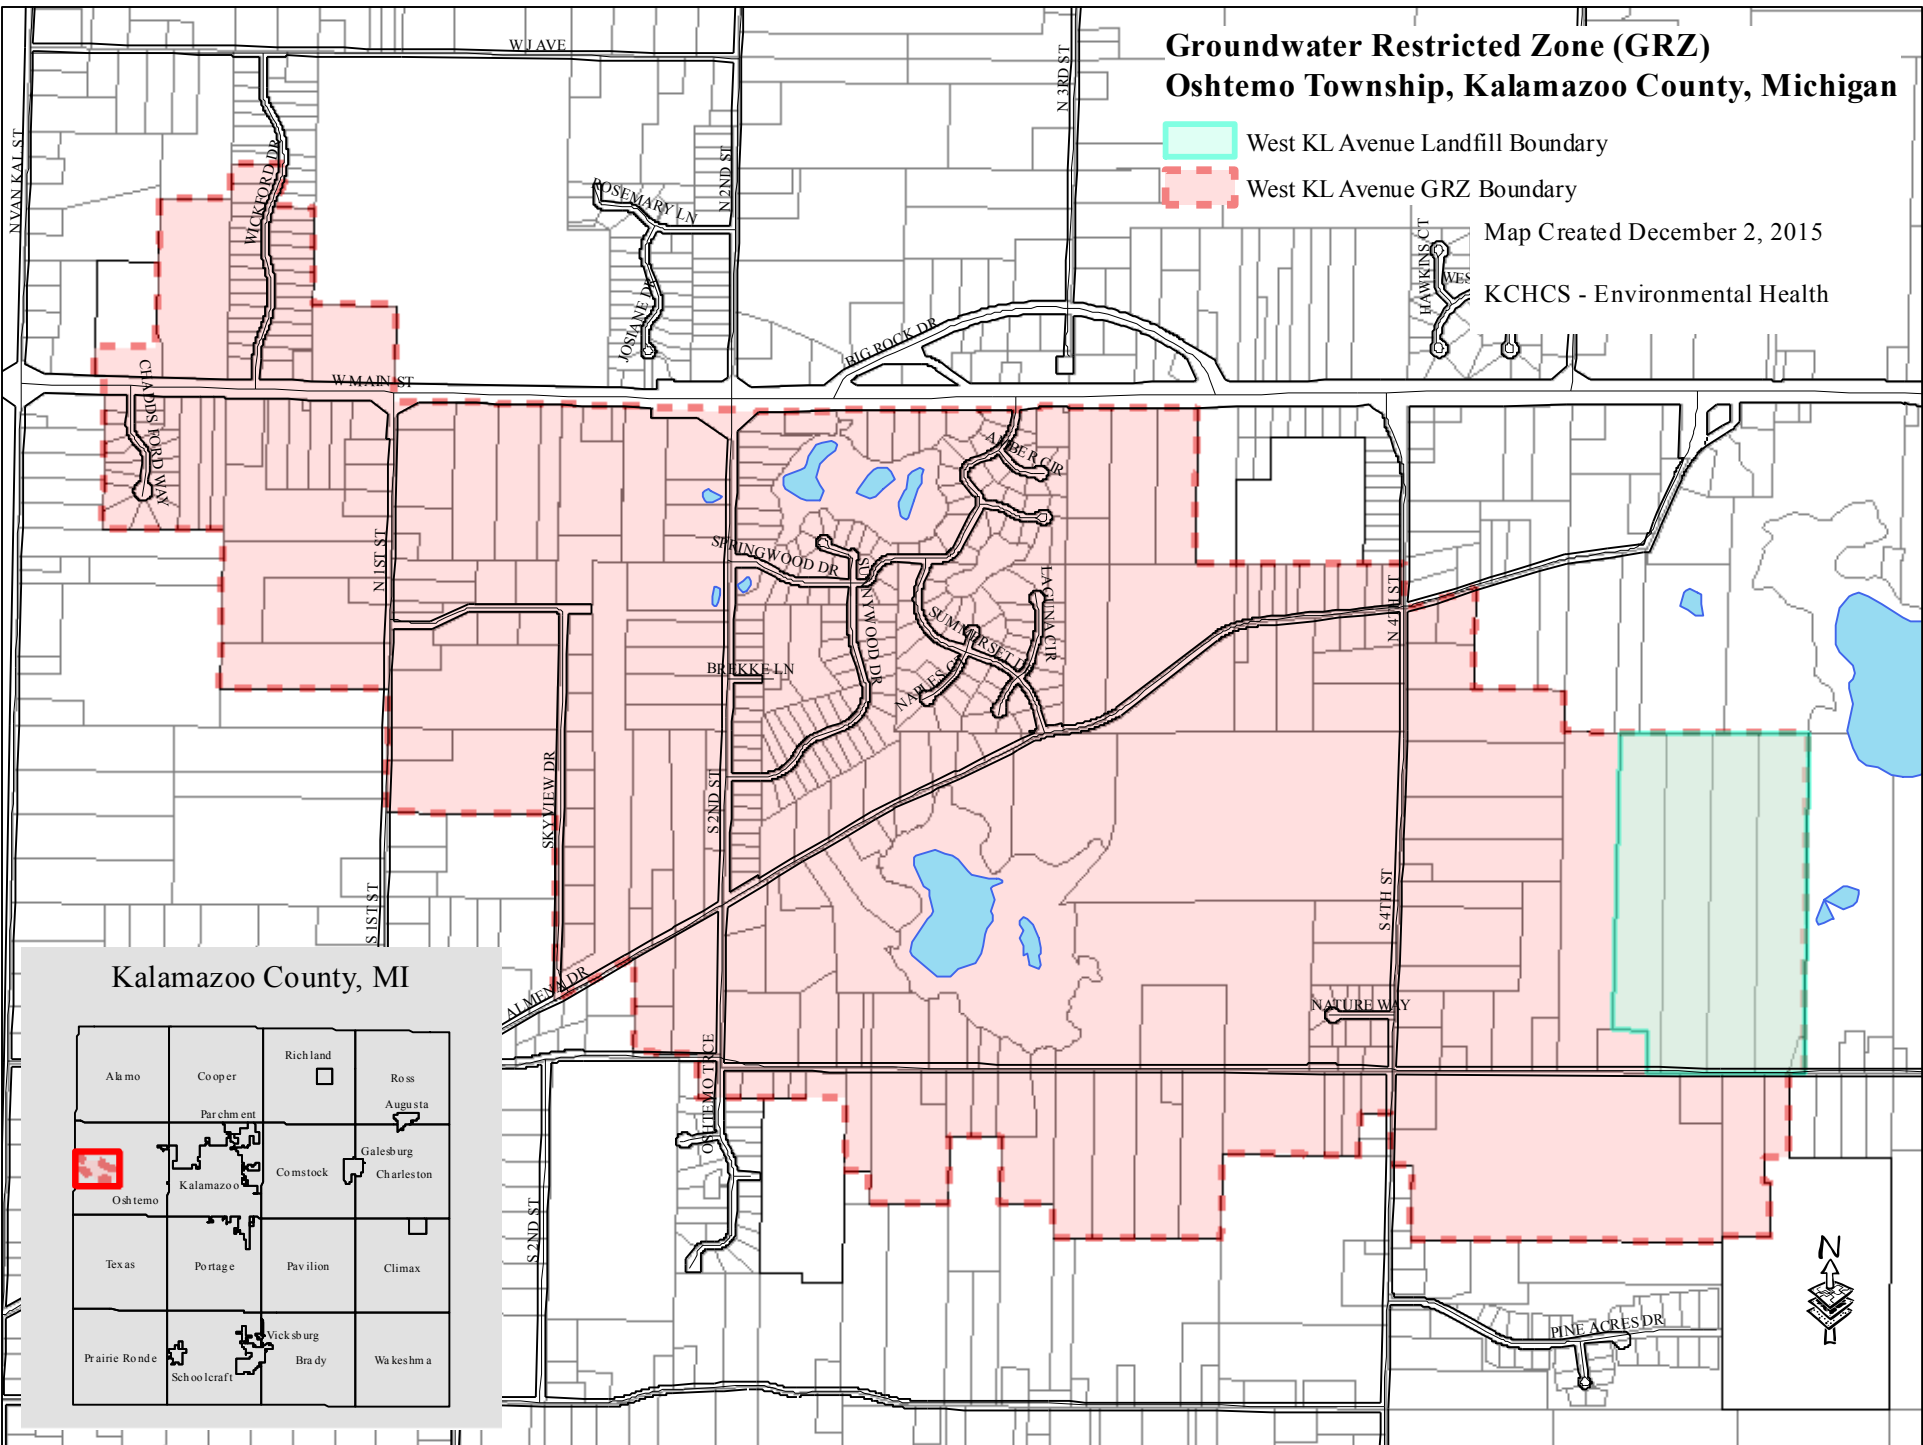 Groundwater Restricted Zone (GRZ)
Oshtemo Township, Kalamazoo County, Michigan
West KL Avenue Landfill Boundary
West KL Avenue GRZ Boundary
Map Created December 2, 2015
KCHCS - Environmental Health
W J AVE
N 3RD ST
N VAN KAL ST
WICKFORD DR
N 2ND ST
ROSEMARY LN
JOSIANE DR
HAWKINS CT
WES
BIG ROCK DR
W MAIN ST
CHADDS FORD WAY
AMBER CIR
N 1ST ST
SPRINGWOOD DR
SUNNYWOOD DR
LAGUNA CIR
SUMMERSET
N 4TH ST
BREKKE LN
NAPLES
SKYVIEW DR
S 2ND ST
S 1ST ST
S 4TH ST
ALMENA DR
NATURE WAY
OSHTEMO TRCE
S 2ND ST
PINE ACRES DR
N
Kalamazoo County, MI
Alamo
Cooper
Richland
Ross
Augusta
Parchment
Galesburg
Comstock
Charleston
Kalamazoo
Oshtemo
Texas
Portage
Pavilion
Climax
Vicksburg
Prairie Ronde
Brady
Wakeshma
Schoolcraft